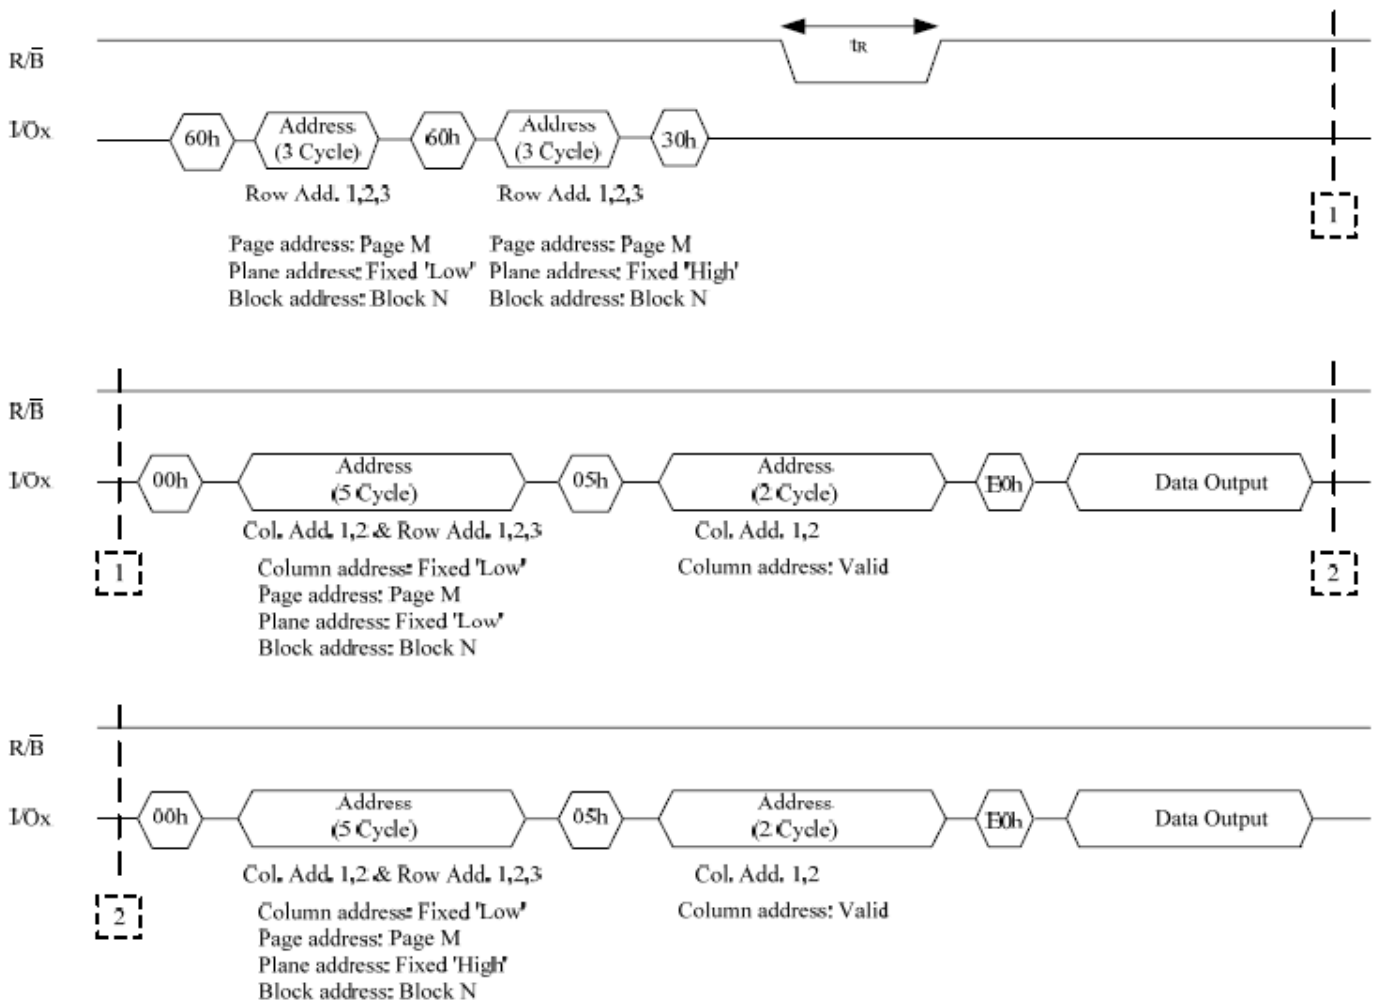 tR
R/B̅
I/Ox
60h Address (3 Cycle) 60h Address (3 Cycle) 30h
Row Add. 1,2,3 Row Add. 1,2,3
1
Page address: Page M Page address: Page M
Plane address: Fixed 'Low' Plane address: Fixed 'High'
Block address: Block N Block address: Block N
R/B̅
I/Ox 00h Address (5 Cycle) 05h Address (2 Cycle) E0h Data Output
Col. Add. 1,2 & Row Add. 1,2,3 Col. Add. 1,2
1 Column address: Fixed 'Low' Column address: Valid 2
Page address: Page M
Plane address: Fixed 'Low'
Block address: Block N
R/B̅
I/Ox 00h Address (5 Cycle) 05h Address (2 Cycle) E0h Data Output
Col. Add. 1,2 & Row Add. 1,2,3 Col. Add. 1,2
2 Column address: Fixed 'Low' Column address: Valid
Page address: Page M
Plane address: Fixed 'High'
Block address: Block N